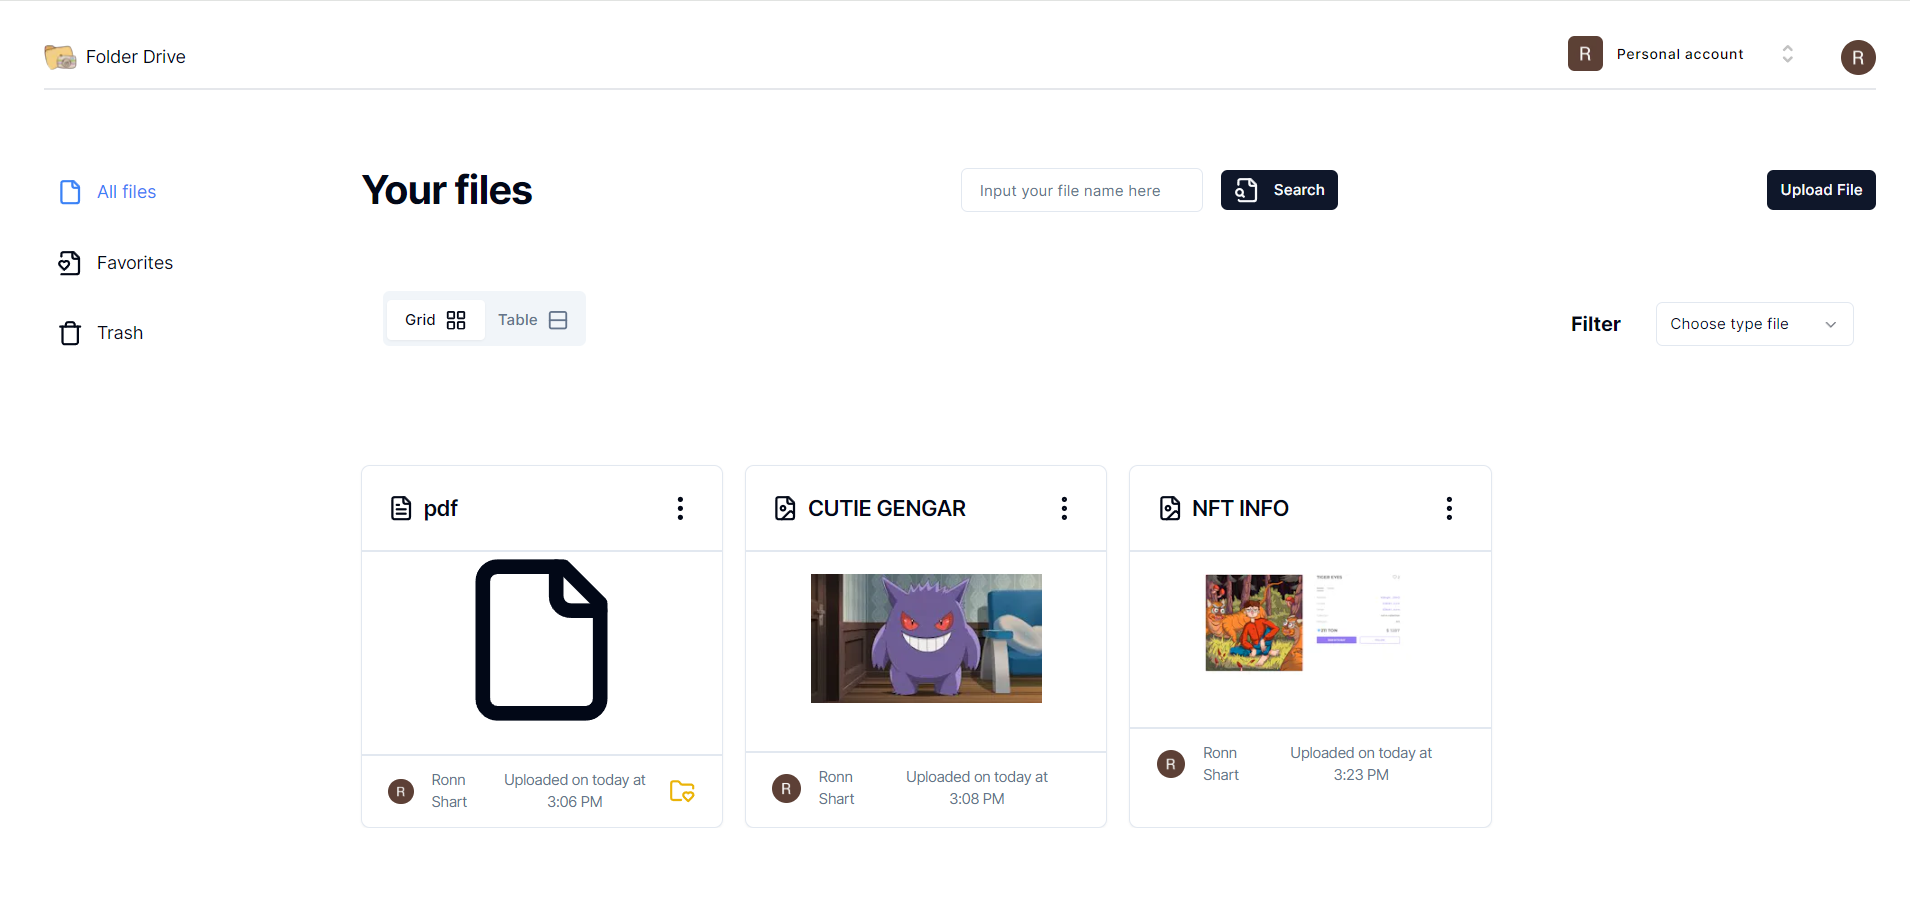 Folder Drive
R Personal account
R
All files
Favorites
Trash
Your files
Input your file name here
Search
Upload File
Grid
Table
Filter
Choose type file
pdf
R
Ronn
Shart
Uploaded on today at
3:06 PM
CUTIE GENGAR
R
Ronn
Shart
Uploaded on today at
3:08 PM
NFT INFO
TIGER EYES
R
Ronn
Shart
Uploaded on today at
3:23 PM